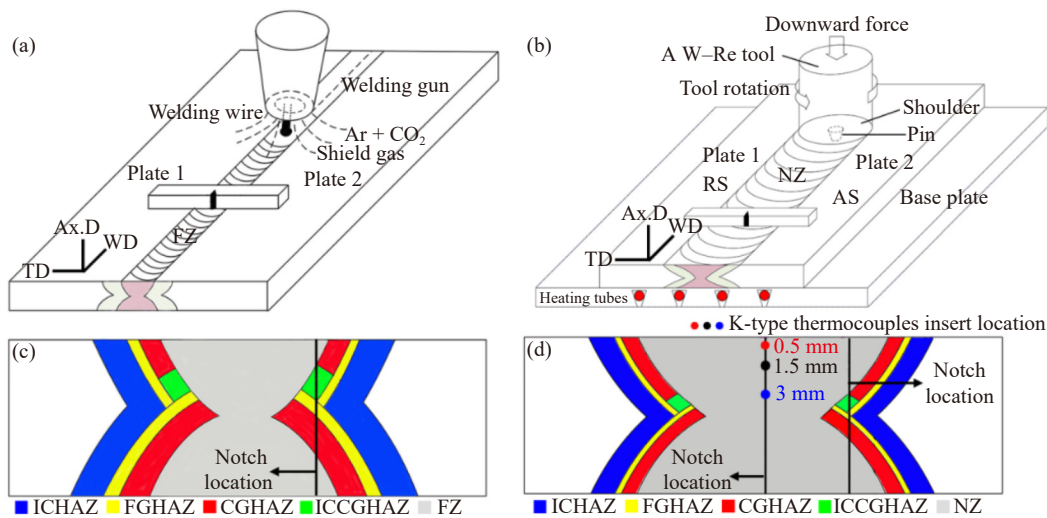 (a)
Welding gun
Welding wire
Ar + CO₂
Shield gas
Plate 1
Plate 2
Ax.D
WD
FZ
TD
(b)
Downward force
A W–Re tool
Tool rotation
Shoulder
Pin
Plate 1
NZ
Plate 2
RS
AS
Base plate
Ax.D
WD
TD
Heating tubes
K-type thermocouples insert location
(c)
Notch
location
ICHAZ FGHAZ CGHAZ ICCGHAZ FZ
(d)
0.5 mm
1.5 mm
3 mm
Notch
location
Notch
location
ICHAZ FGHAZ CGHAZ ICCGHAZ NZ